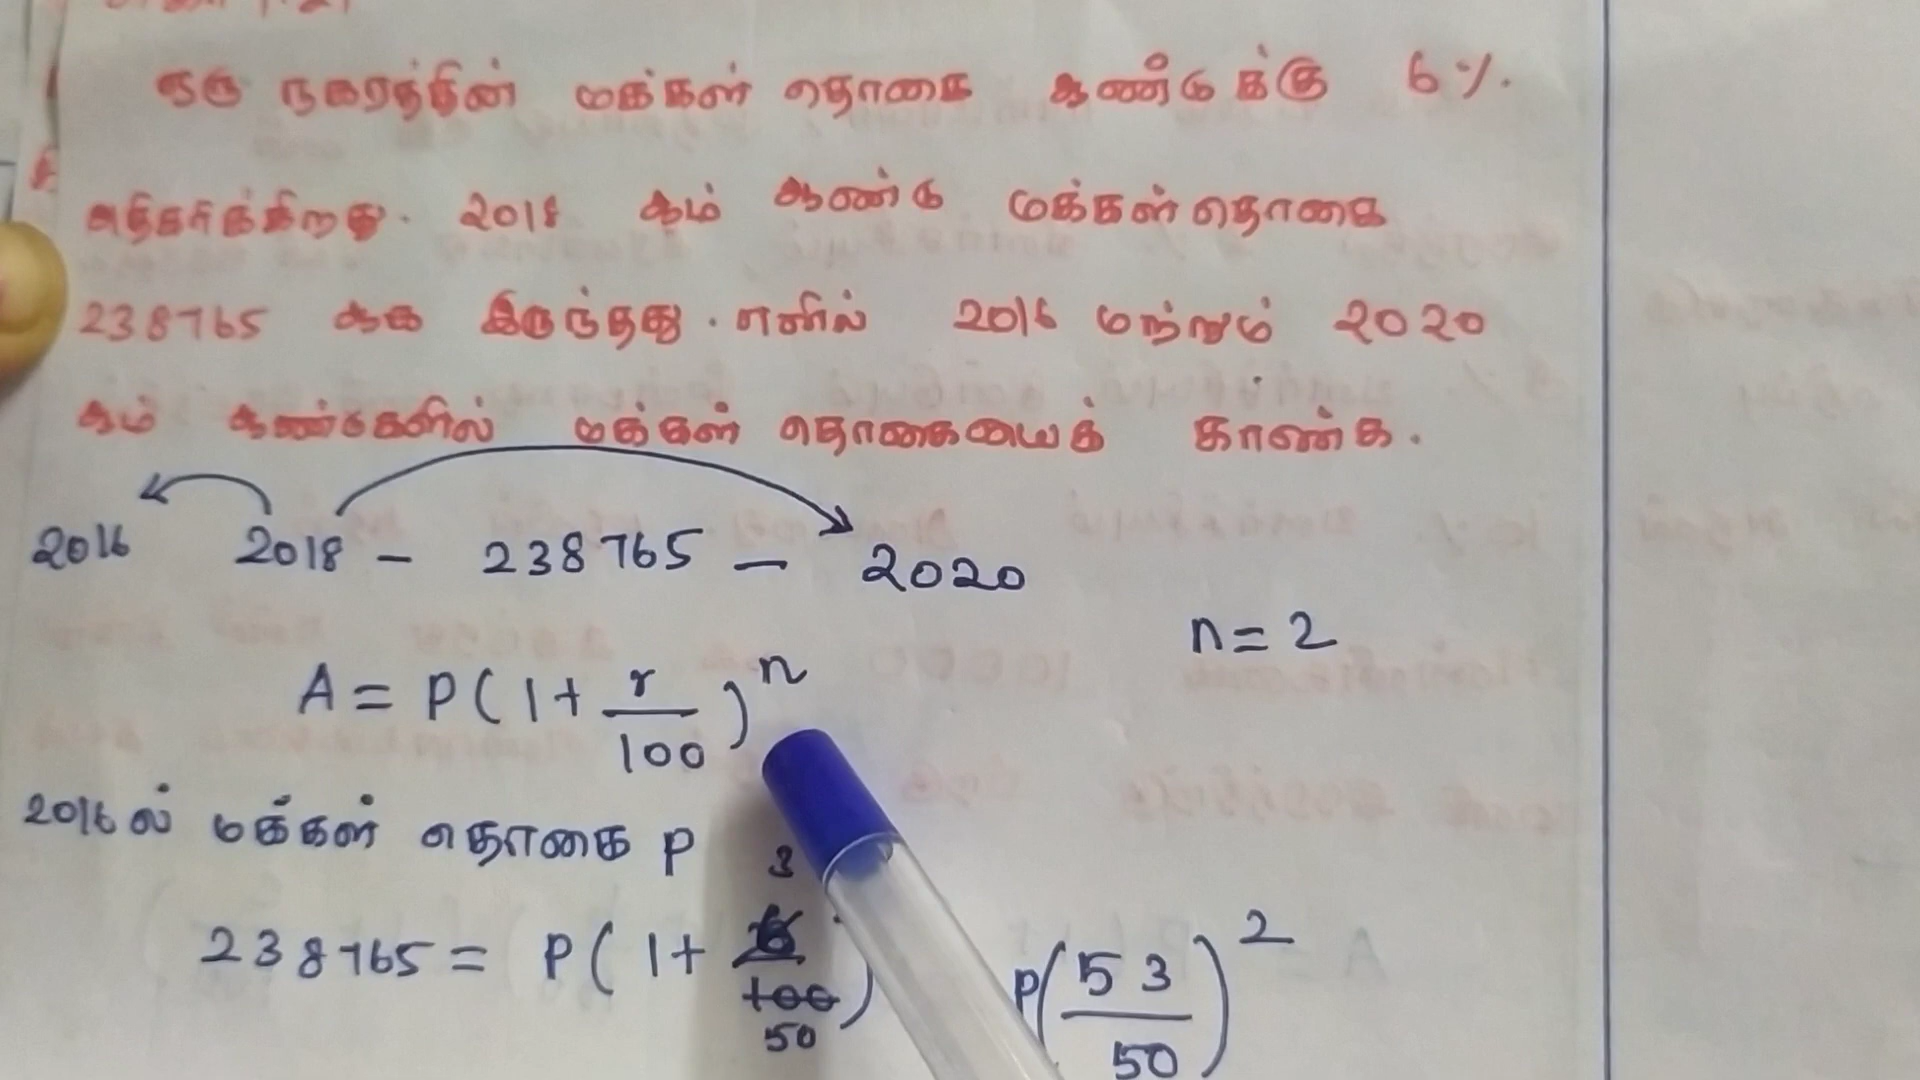 ஒரு நகரத்தின் மக்கள் தொகை ஆண்டுக்கு 6%
அதிகரிக்கிறது. 2018 ஆம் ஆண்டு மக்கள் தொகை
238765 ஆக இருந்தது. எனில் 2016 மற்றும் 2020
ஆம் ஆண்டுகளில் மக்கள் தொகையைக் காண்க.
2016 2018 - 238765 - 2020
n = 2
A = P(1 + r/100)^n
2016ல் மக்கள் தொகை P
238765 = P(1 + 6/100) 3 50 P(53/50)^2